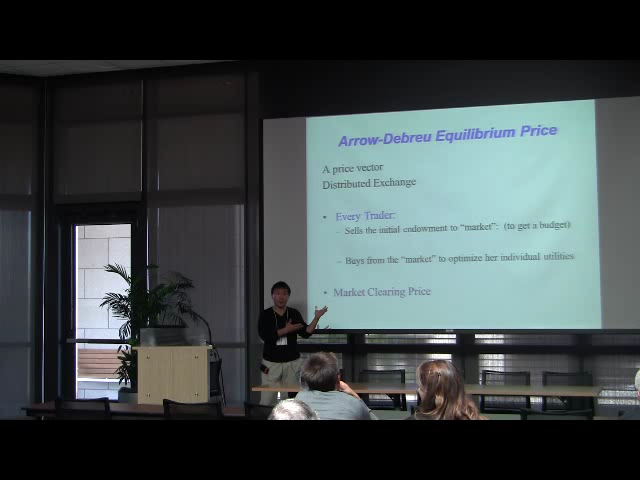 Arrow-Debreu Equilibrium Price
A price vector
Distributed Exchange
• Every Trader:
– Sells the initial endowment to “market”: (to get a budget)
– Buys from the “market” to optimize her individual utilities
• Market Clearing Price